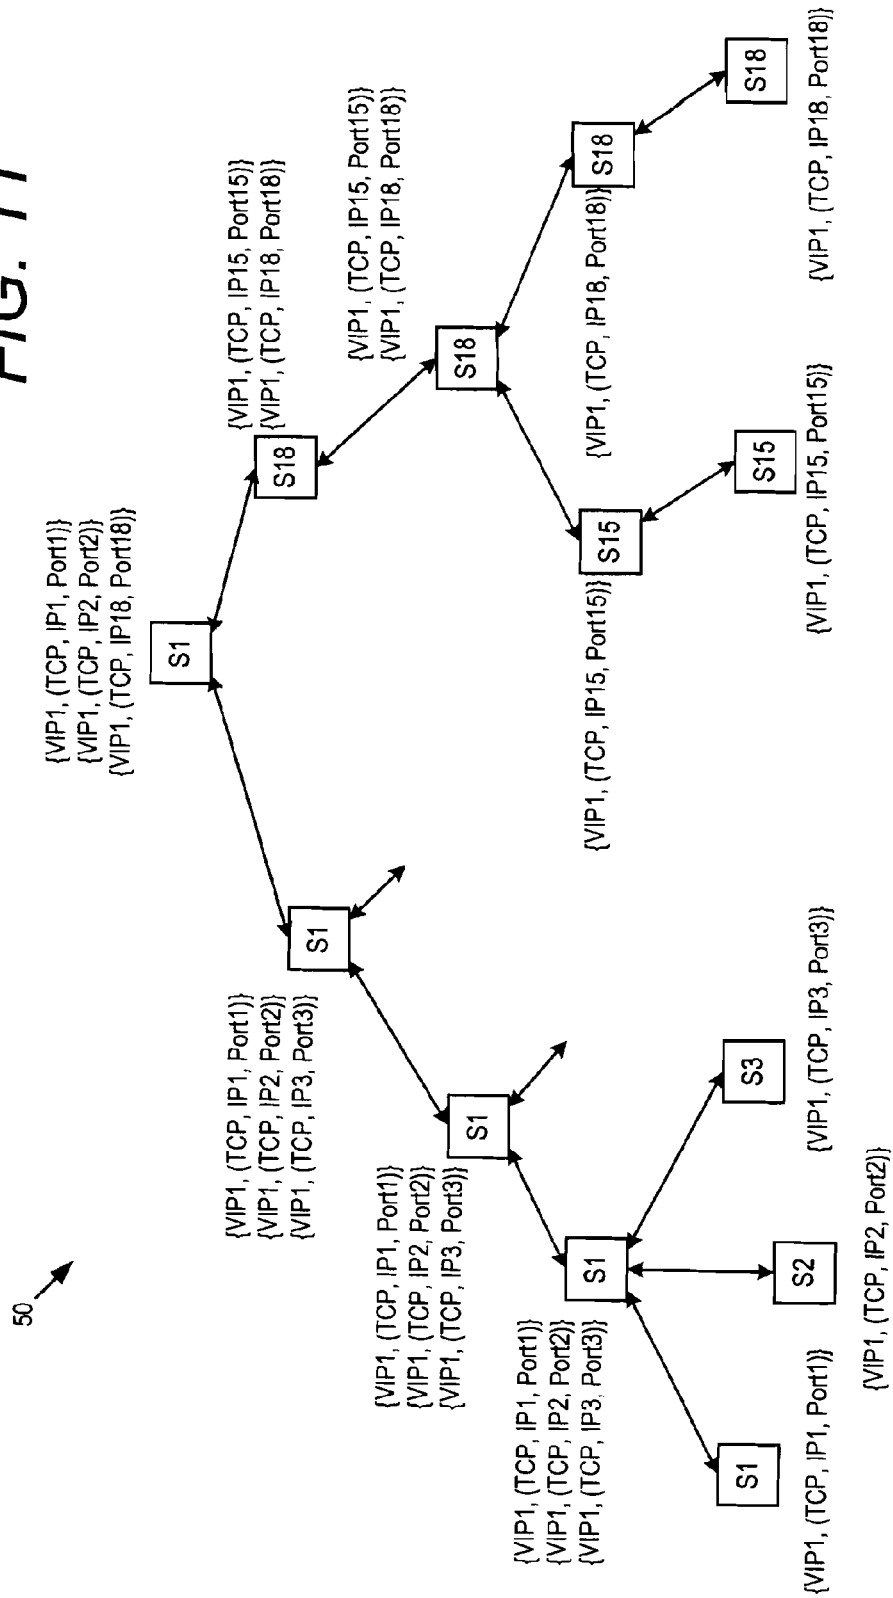 FIG. 11
50
{VIP1, (TCP, IP1, Port1)}
{VIP1, (TCP, IP2, Port2)}
{VIP1, (TCP, IP18, Port18)}
S1
{VIP1, (TCP, IP1, Port1)}
{VIP1, (TCP, IP2, Port2)}
{VIP1, (TCP, IP3, Port3)}
S1
S18
{VIP1, (TCP, IP15, Port15)}
{VIP1, (TCP, IP18, Port18)}
{VIP1, (TCP, IP1, Port1)}
{VIP1, (TCP, IP2, Port2)}
{VIP1, (TCP, IP3, Port3)}
S1
S18
{VIP1, (TCP, IP15, Port15)}
{VIP1, (TCP, IP18, Port18)}
{VIP1, (TCP, IP1, Port1)}
{VIP1, (TCP, IP2, Port2)}
{VIP1, (TCP, IP3, Port3)}
S1
{VIP1, (TCP, IP15, Port15)}
S15
{VIP1, (TCP, IP18, Port18)}
S18
S1
S2
S3
S15
S18
{VIP1, (TCP, IP1, Port1)}
{VIP1, (TCP, IP2, Port2)}
{VIP1, (TCP, IP3, Port3)}
{VIP1, (TCP, IP15, Port15)}
{VIP1, (TCP, IP18, Port18)}